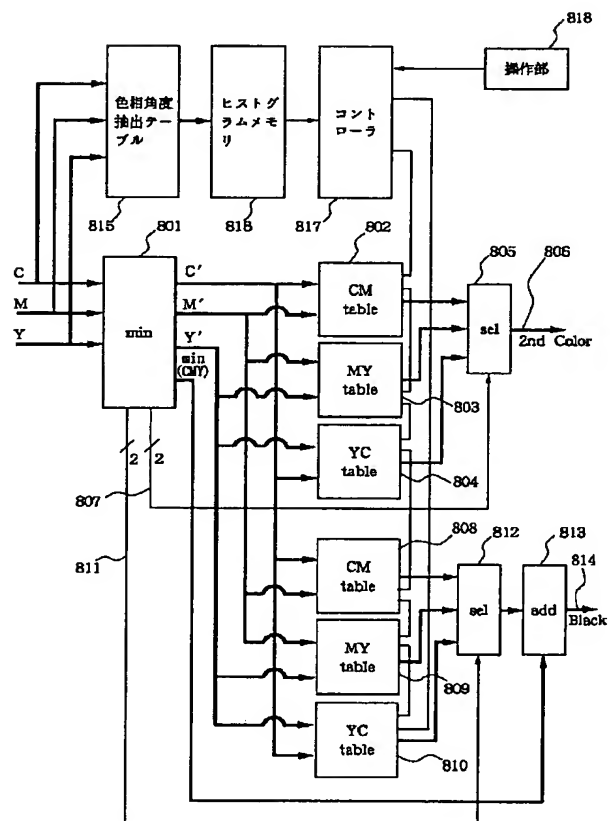 818
操作部
色相角度
抽出テー
ブル
ヒストグ
ラムメモ
リ
コント
ローラ
815
816
817
801
802
805
806
C
M
Y
min
C'
M'
Y'
min
(CMY)
CM
table
sel
2nd Color
MY
table
803
YC
table
804
2
2
807
811
808
812
813
814
CM
table
sel
add
Black
MY
table
809
YC
table
810